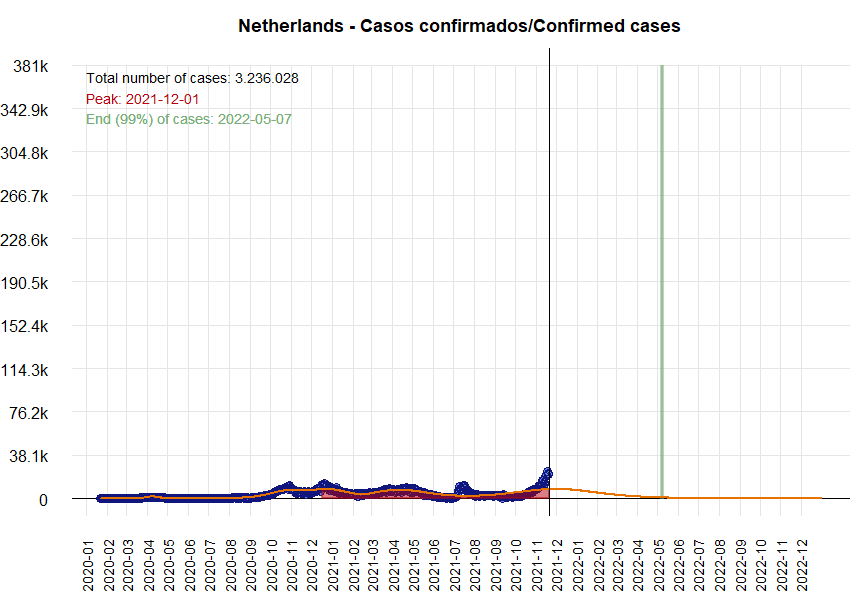 Netherlands - Casos confirmados/Confirmed cases
381k
342.9k
304.8k
266.7k
228.6k
190.5k
152.4k
114.3k
76.2k
38.1k
0
Total number of cases: 3.236.028
Peak: 2021-12-01
End (99%) of cases: 2022-05-07
2020-01
2020-02
2020-03
2020-04
2020-05
2020-06
2020-07
2020-08
2020-09
2020-10
2020-11
2020-12
2021-01
2021-02
2021-03
2021-04
2021-05
2021-06
2021-07
2021-08
2021-09
2021-10
2021-11
2021-12
2022-01
2022-02
2022-03
2022-04
2022-05
2022-06
2022-07
2022-08
2022-09
2022-10
2022-11
2022-12